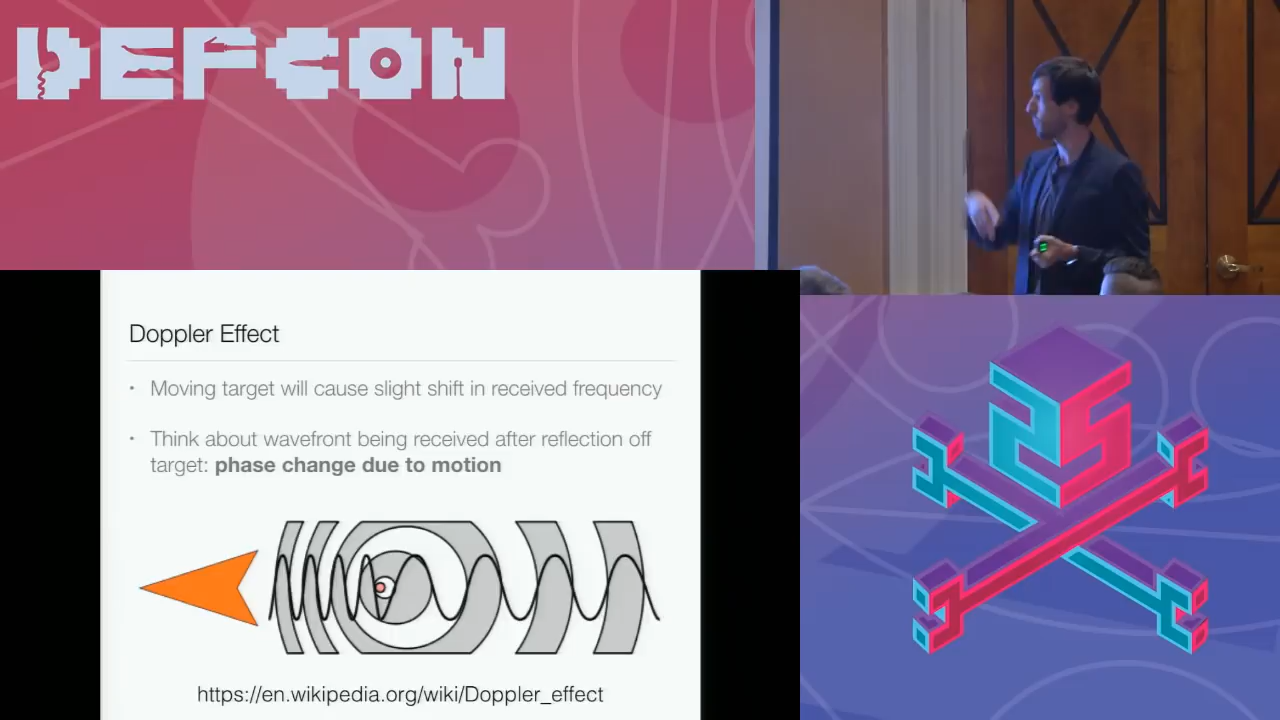 DEFCON
Doppler Effect
• Moving target will cause slight shift in received frequency
• Think about wavefront being received after reflection off
target: phase change due to motion
25
https://en.wikipedia.org/wiki/Doppler_effect